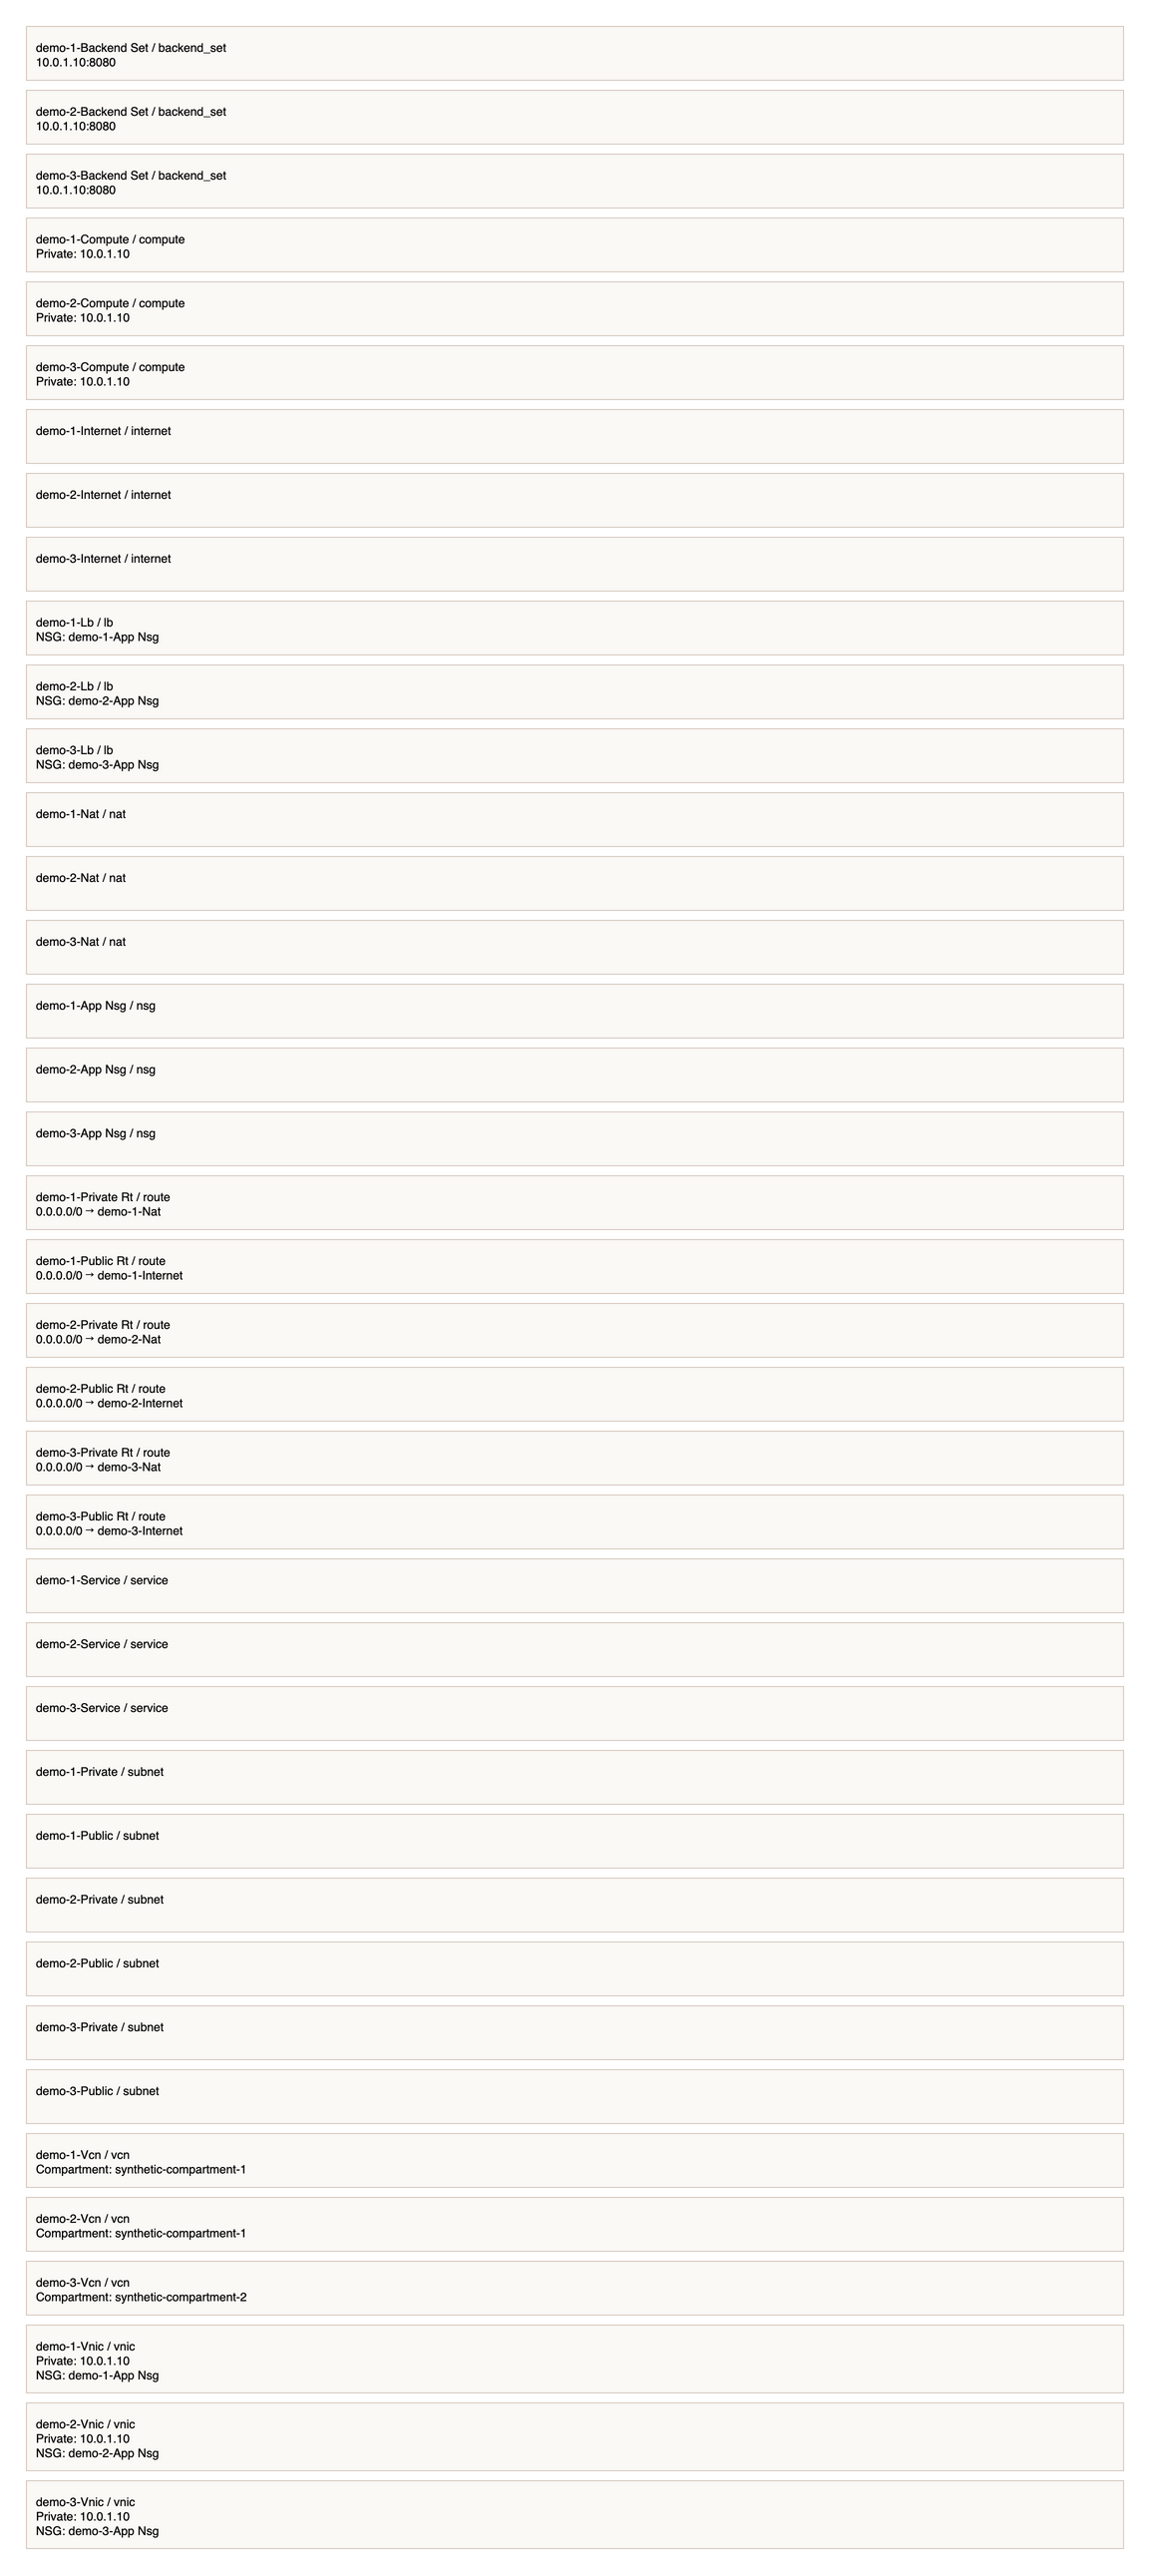 demo-1-Backend Set / backend_set
10.0.1.10:8080
demo-2-Backend Set / backend_set
10.0.1.10:8080
demo-3-Backend Set / backend_set
10.0.1.10:8080
demo-1-Compute / compute
Private: 10.0.1.10
demo-2-Compute / compute
Private: 10.0.1.10
demo-3-Compute / compute
Private: 10.0.1.10
demo-1-Internet / internet
demo-2-Internet / internet
demo-3-Internet / internet
demo-1-Lb / lb
NSG: demo-1-App Nsg
demo-2-Lb / lb
NSG: demo-2-App Nsg
demo-3-Lb / lb
NSG: demo-3-App Nsg
demo-1-Nat / nat
demo-2-Nat / nat
demo-3-Nat / nat
demo-1-App Nsg / nsg
demo-2-App Nsg / nsg
demo-3-App Nsg / nsg
demo-1-Private Rt / route
0.0.0.0/0 → demo-1-Nat
demo-1-Public Rt / route
0.0.0.0/0 → demo-1-Internet
demo-2-Private Rt / route
0.0.0.0/0 → demo-2-Nat
demo-2-Public Rt / route
0.0.0.0/0 → demo-2-Internet
demo-3-Private Rt / route
0.0.0.0/0 → demo-3-Nat
demo-3-Public Rt / route
0.0.0.0/0 → demo-3-Internet
demo-1-Service / service
demo-2-Service / service
demo-3-Service / service
demo-1-Private / subnet
demo-1-Public / subnet
demo-2-Private / subnet
demo-2-Public / subnet
demo-3-Private / subnet
demo-3-Public / subnet
demo-1-Vcn / vcn
Compartment: synthetic-compartment-1
demo-2-Vcn / vcn
Compartment: synthetic-compartment-1
demo-3-Vcn / vcn
Compartment: synthetic-compartment-2
demo-1-Vnic / vnic
Private: 10.0.1.10
NSG: demo-1-App Nsg
demo-2-Vnic / vnic
Private: 10.0.1.10
NSG: demo-2-App Nsg
demo-3-Vnic / vnic
Private: 10.0.1.10
NSG: demo-3-App Nsg